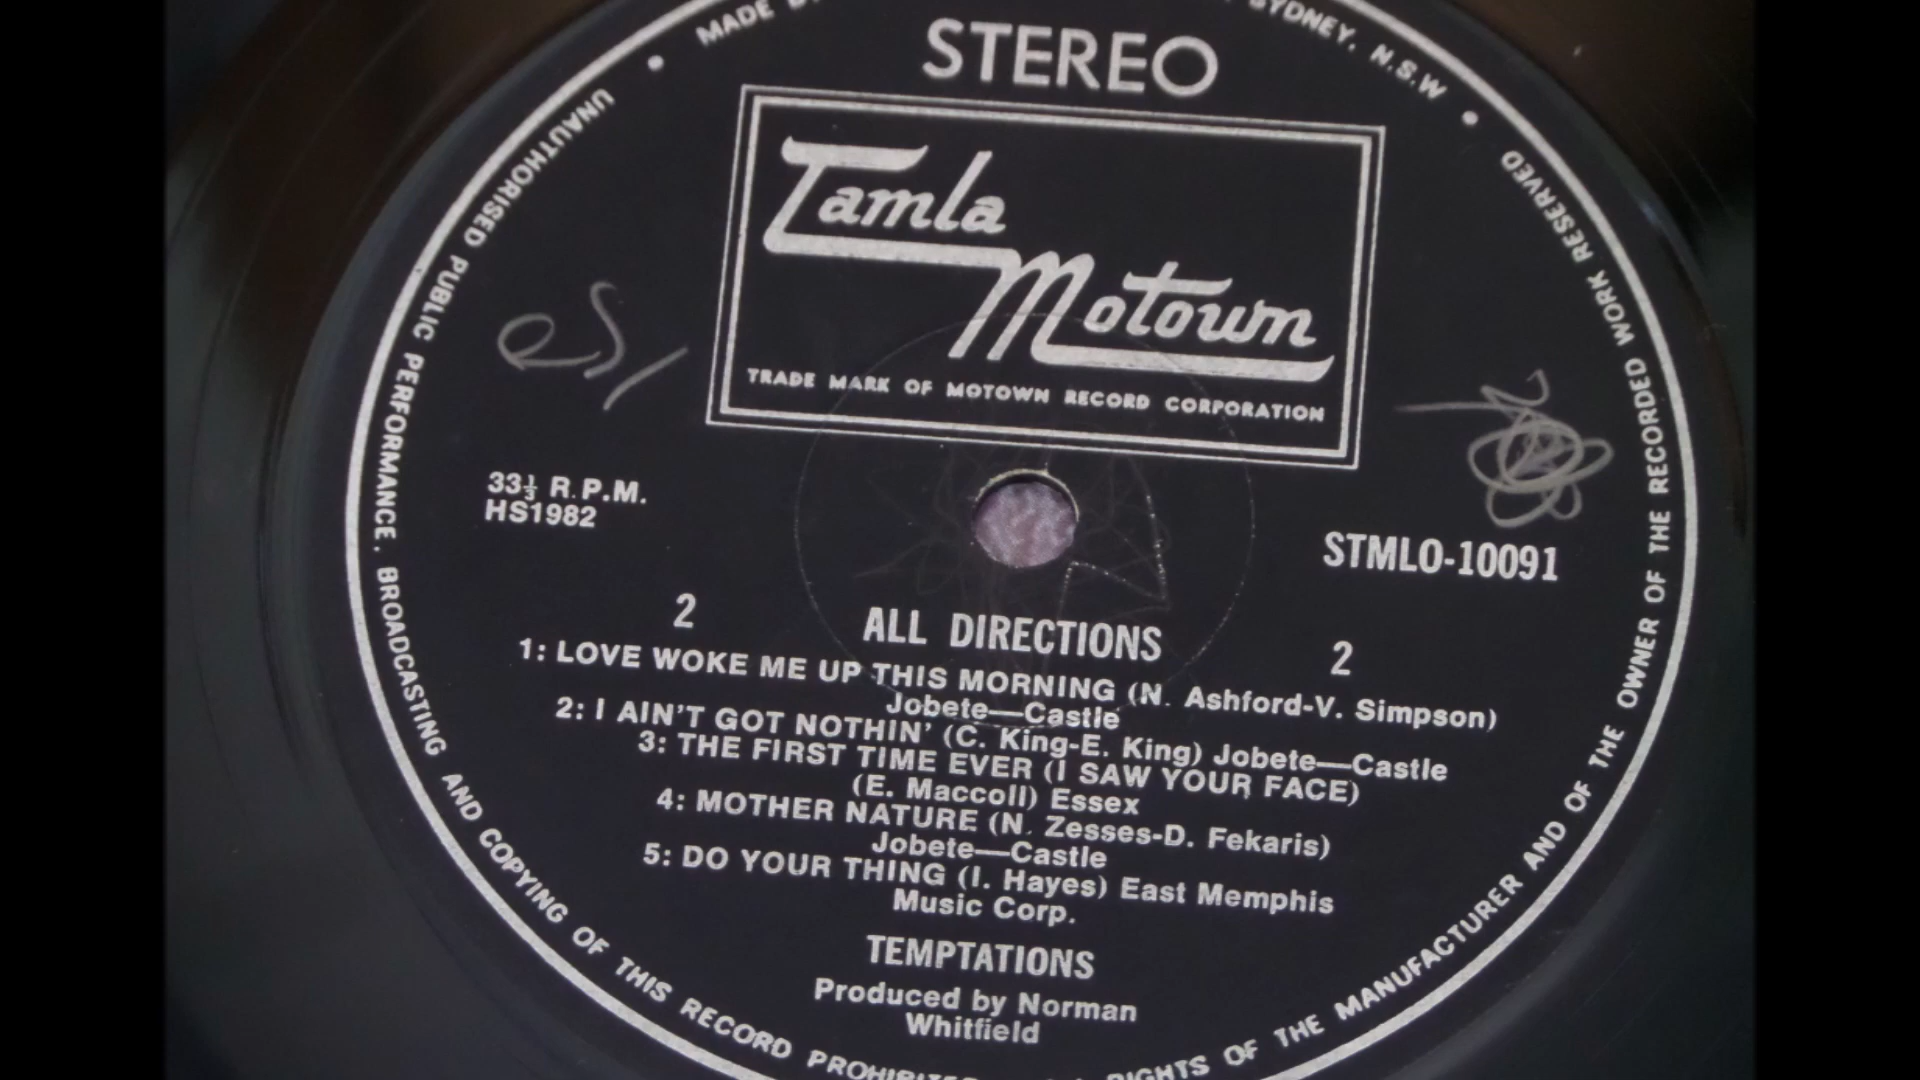 STEREO
Tamla
Motown
TRADE MARK OF MOTOWN RECORD CORPORATION
33⅓ R.P.M.
HS1982
STMLO-10091
2 ALL DIRECTIONS 2
1: LOVE WOKE ME UP THIS MORNING (N. Ashford-V. Simpson)
Jobete—Castle
2: I AIN'T GOT NOTHIN' (C. King-E. King) Jobete—Castle
3: THE FIRST TIME EVER (I SAW YOUR FACE)
(E. Maccoll) Essex
4: MOTHER NATURE (N. Zesses-D. Fekaris)
Jobete—Castle
5: DO YOUR THING (I. Hayes) East Memphis
Music Corp.
TEMPTATIONS
Produced by Norman
Whitfield
MADE
SYDNEY, N.S.W
UNAUTHORISED PUBLIC PERFORMANCE, BROADCASTING AND COPYING OF THIS RECORD
RIGHTS OF THE MANUFACTURER AND OF THE OWNER OF THE RECORDED WORK RESERVED